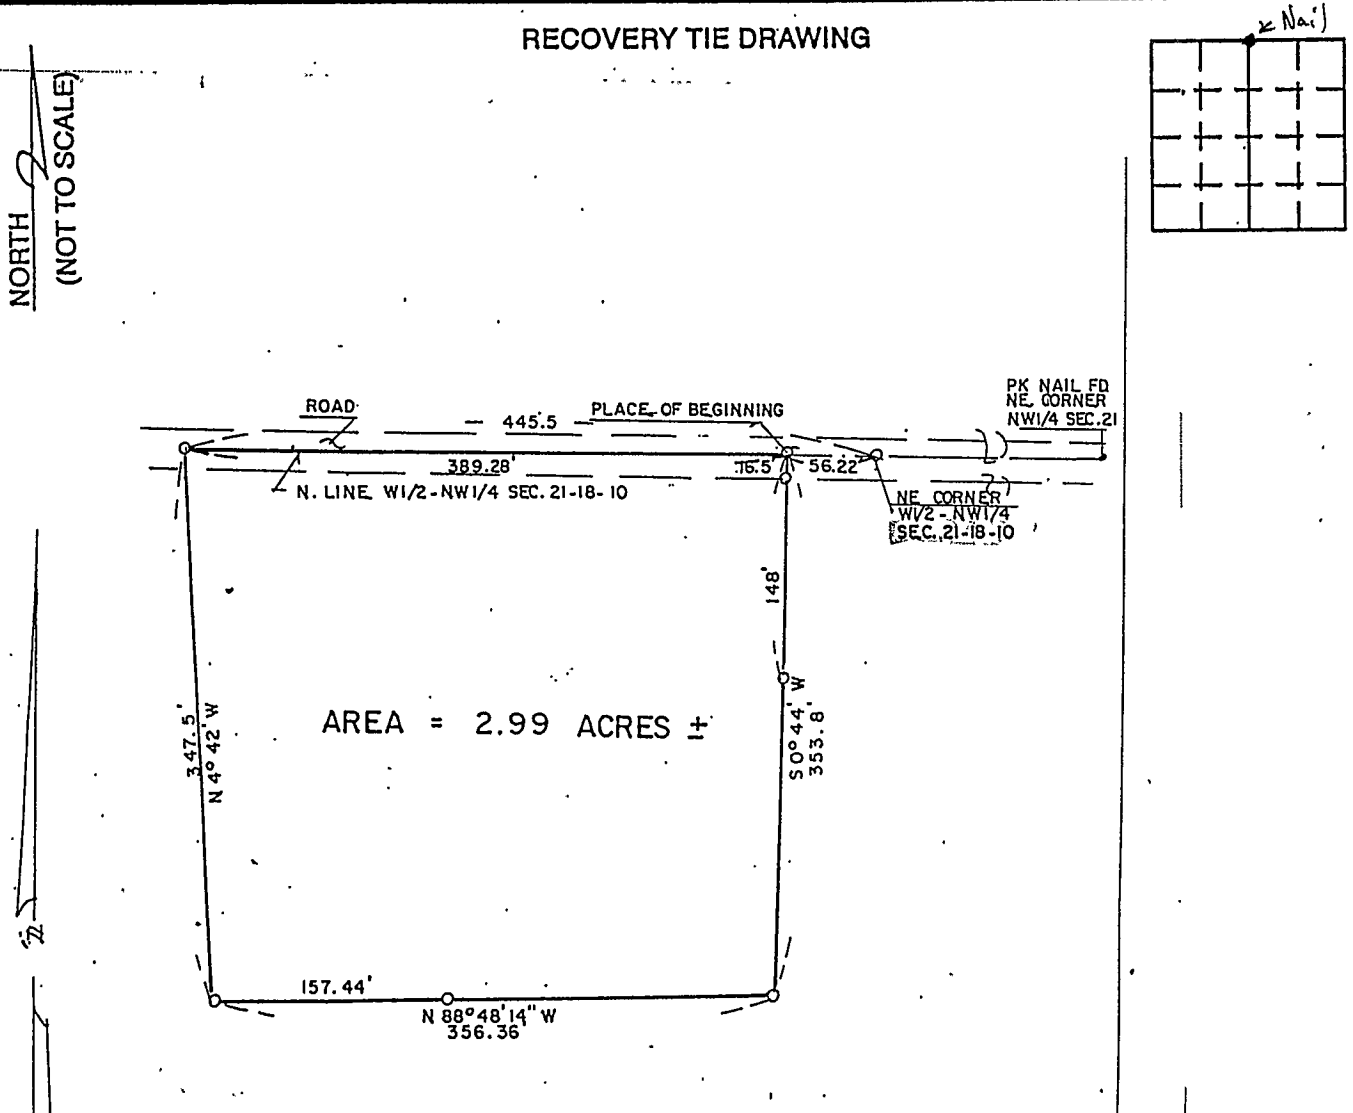 RECOVERY TIE DRAWING
Nail
NORTH
(NOT TO SCALE)
PK NAIL FD
NE. CORNER
NW1/4 SEC.21
ROAD
445.5
PLACE OF BEGINNING
389.28'
16.5'
56.22'
N. LINE W1/2-NW1/4 SEC. 21-18-10
NE CORNER
W1/2 - NW1/4
SEC. 21-18-10
148'
347.5'
N 4° 42' W
AREA = 2.99 ACRES ±
S 0° 44' W
353.8'
157.44'
N 88° 48' 14" W
356.36'